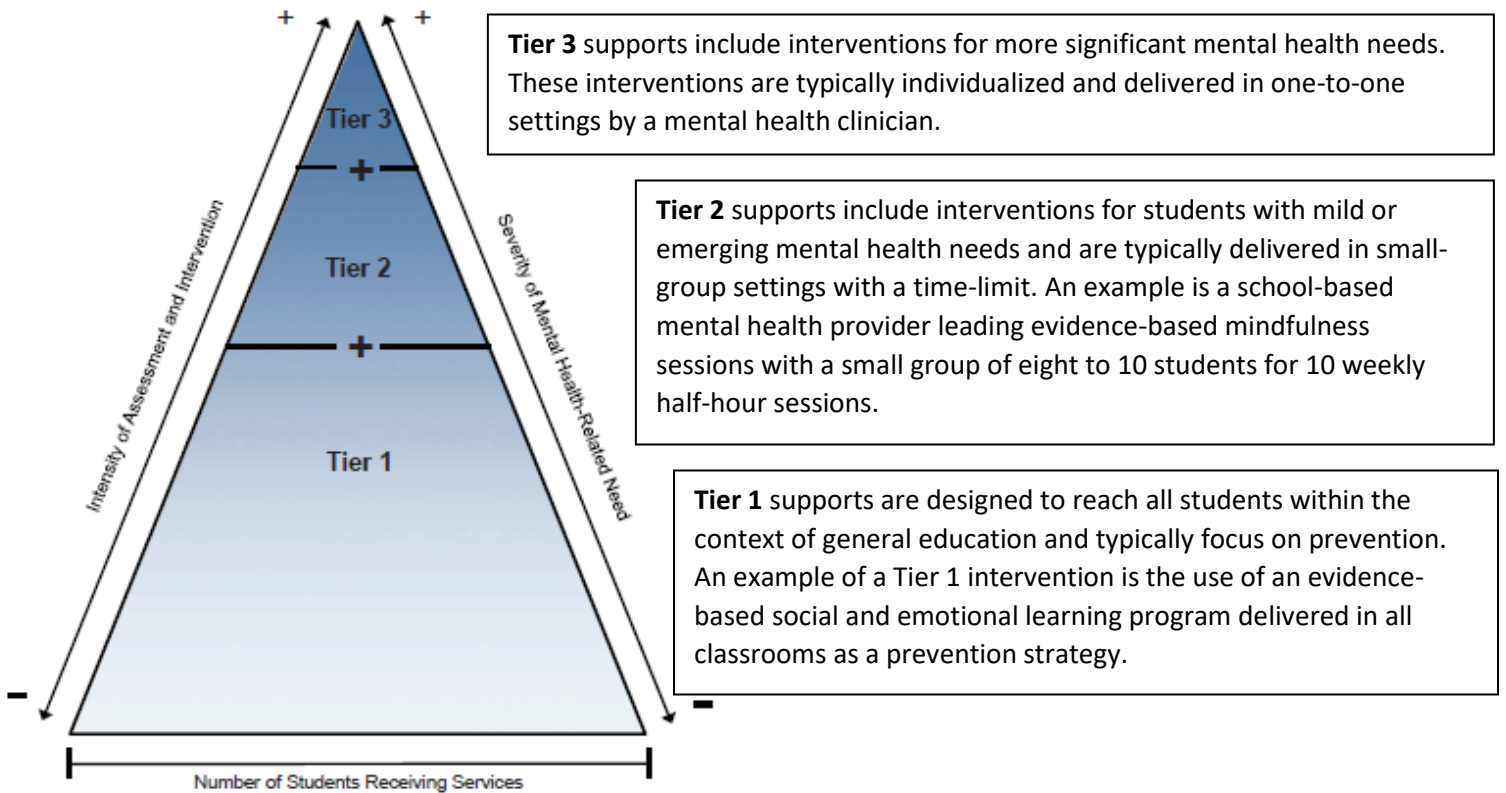 + +
Tier 3
+
Tier 2
+
Tier 1
Intensity of Assessment and Intervention
Severity of Mental Health-Related Need
- -
Number of Students Receiving Services
Tier 3 supports include interventions for more significant mental health needs.
These interventions are typically individualized and delivered in one-to-one
settings by a mental health clinician.
Tier 2 supports include interventions for students with mild or
emerging mental health needs and are typically delivered in small-
group settings with a time-limit. An example is a school-based
mental health provider leading evidence-based mindfulness
sessions with a small group of eight to 10 students for 10 weekly
half-hour sessions.
Tier 1 supports are designed to reach all students within the
context of general education and typically focus on prevention.
An example of a Tier 1 intervention is the use of an evidence-
based social and emotional learning program delivered in all
classrooms as a prevention strategy.